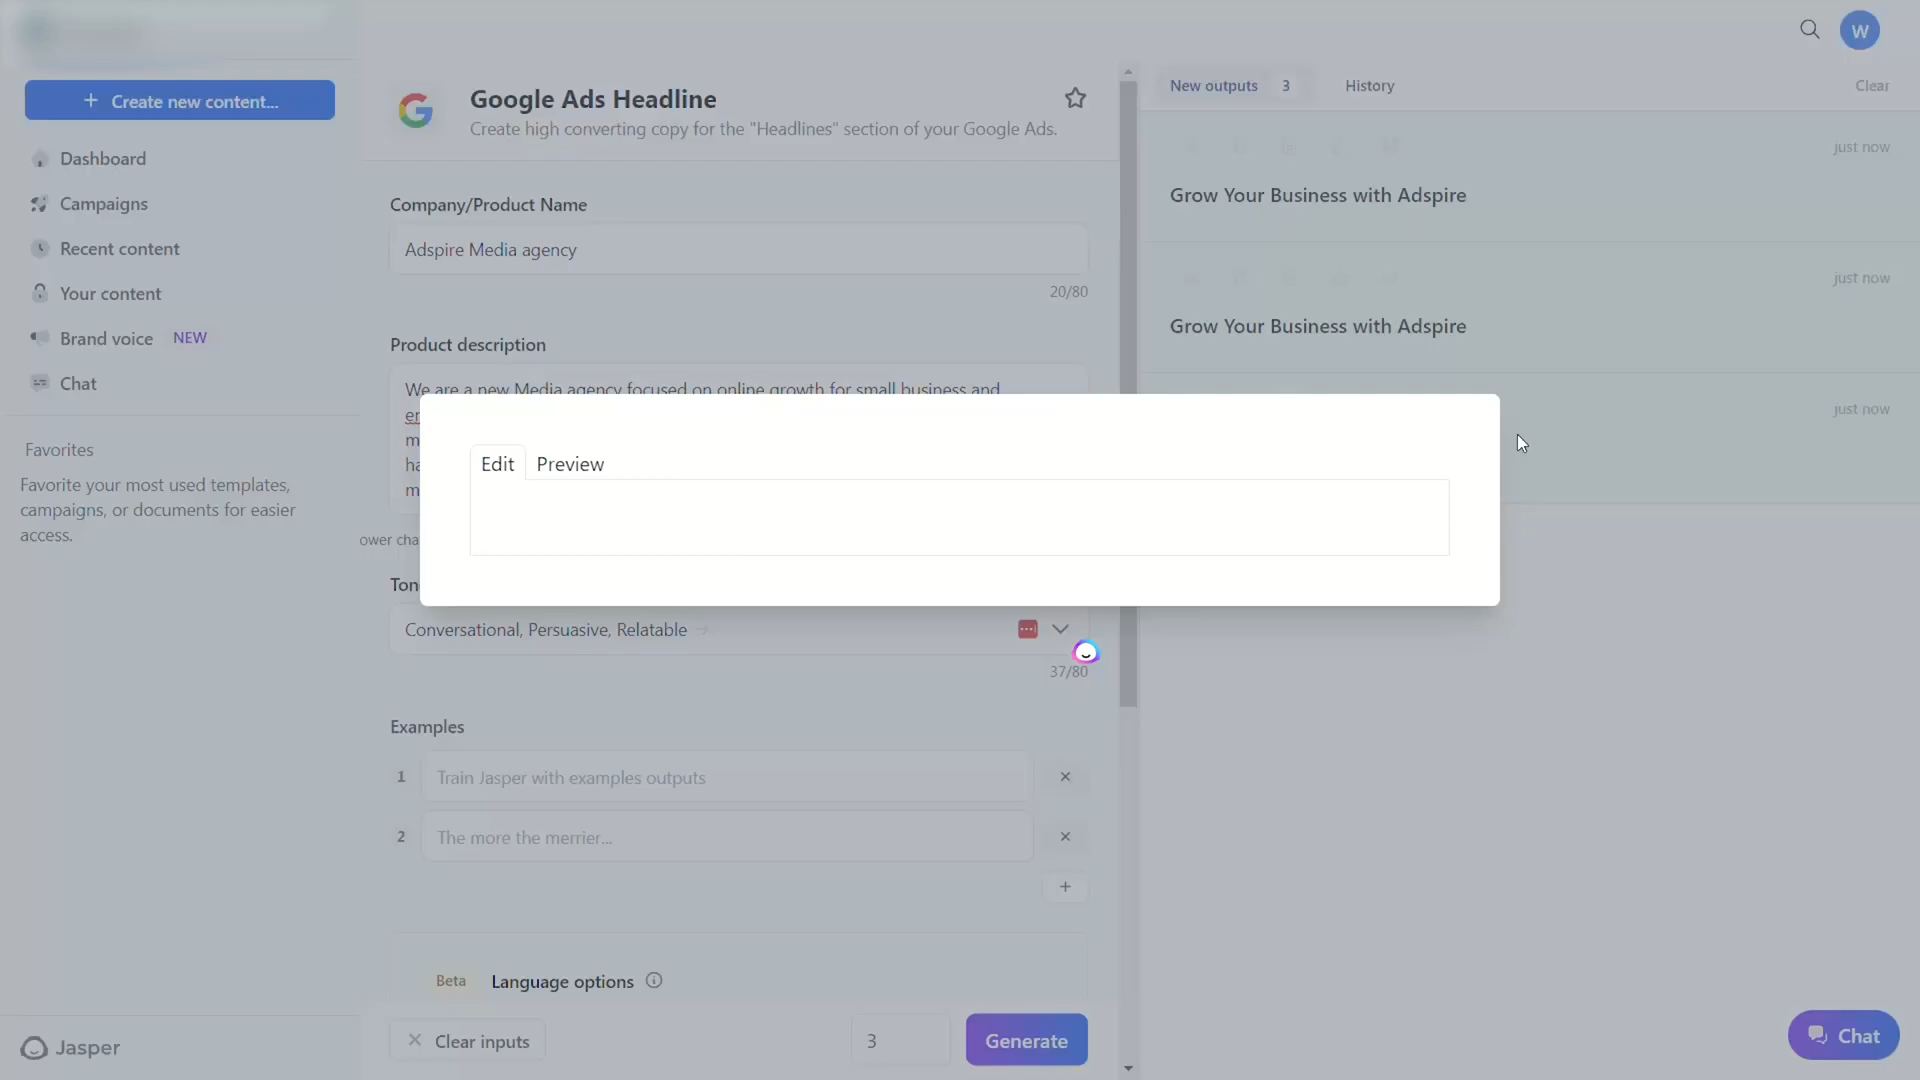 Create new content...
Dashboard
Campaigns
Recent content
Your content
Brand voice NEW
Chat
Favorites
Favorite your most used templates,
campaigns, or documents for easier
access.
Jasper
Google Ads Headline
Create high converting copy for the "Headlines" section of your Google Ads.
Company/Product Name
Adspire Media agency
20/80
Product description
We are a new Media agency focused on online growth for small business and
Edit Preview
ower cha
Conversational, Persuasive, Relatable
37/80
Examples
1 Train Jasper with examples outputs
2 The more the merrier...
Beta Language options
Clear inputs
3
Generate
W
New outputs 3 History Clear
just now
Grow Your Business with Adspire
just now
Grow Your Business with Adspire
just now
Chat